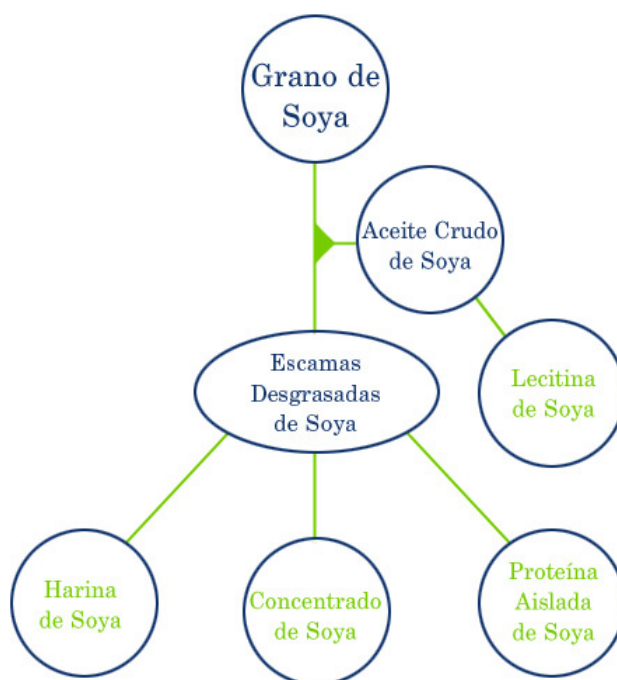 Grano de
Soya
Aceite Crudo
de Soya
Escamas
Desgrasadas
de Soya
Lecitina
de Soya
Harina
de Soya
Concentrado
de Soya
Proteína
Aislada
de Soya